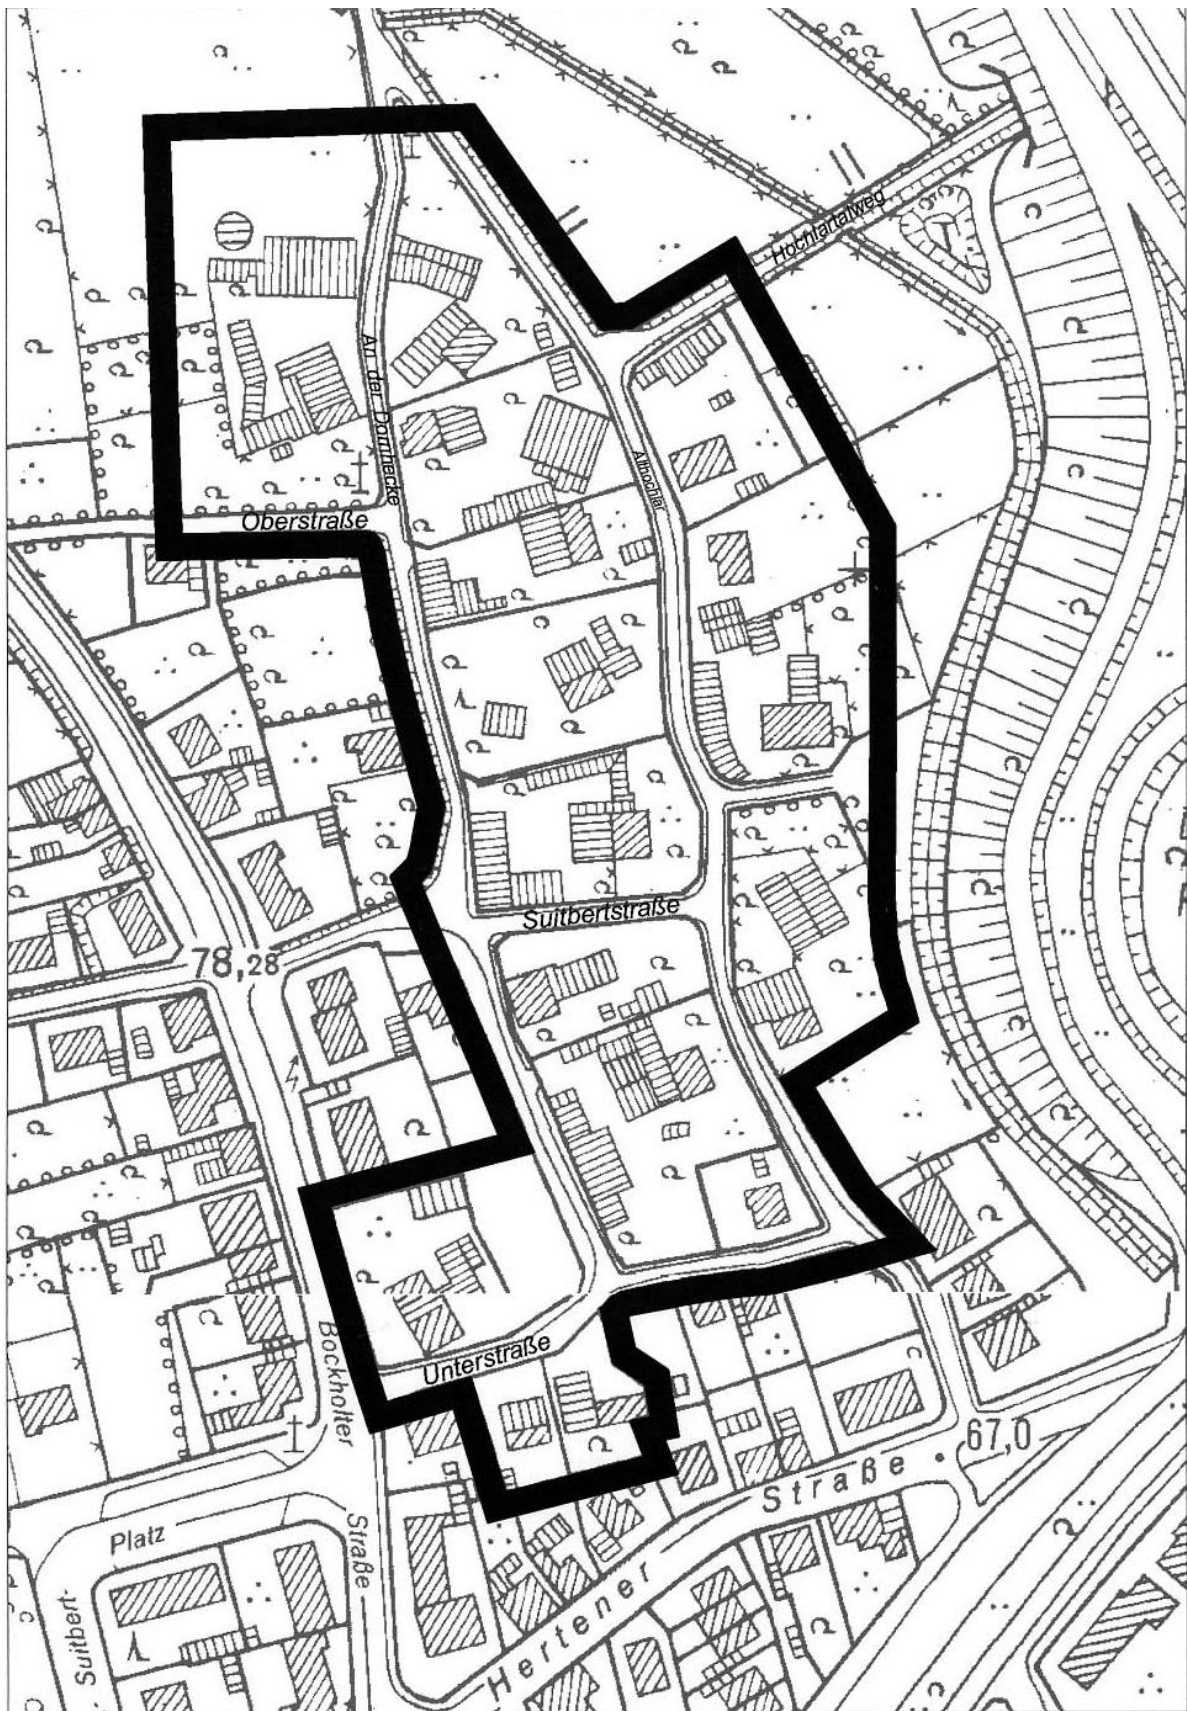 Hochlartalweg
An der Dornhecke
Althochlar
Oberstraße
Suitbertstraße
78,28
Unterstraße
Bockholter
Straße
67,0
Hertener Straße
Platz
Suitbert-